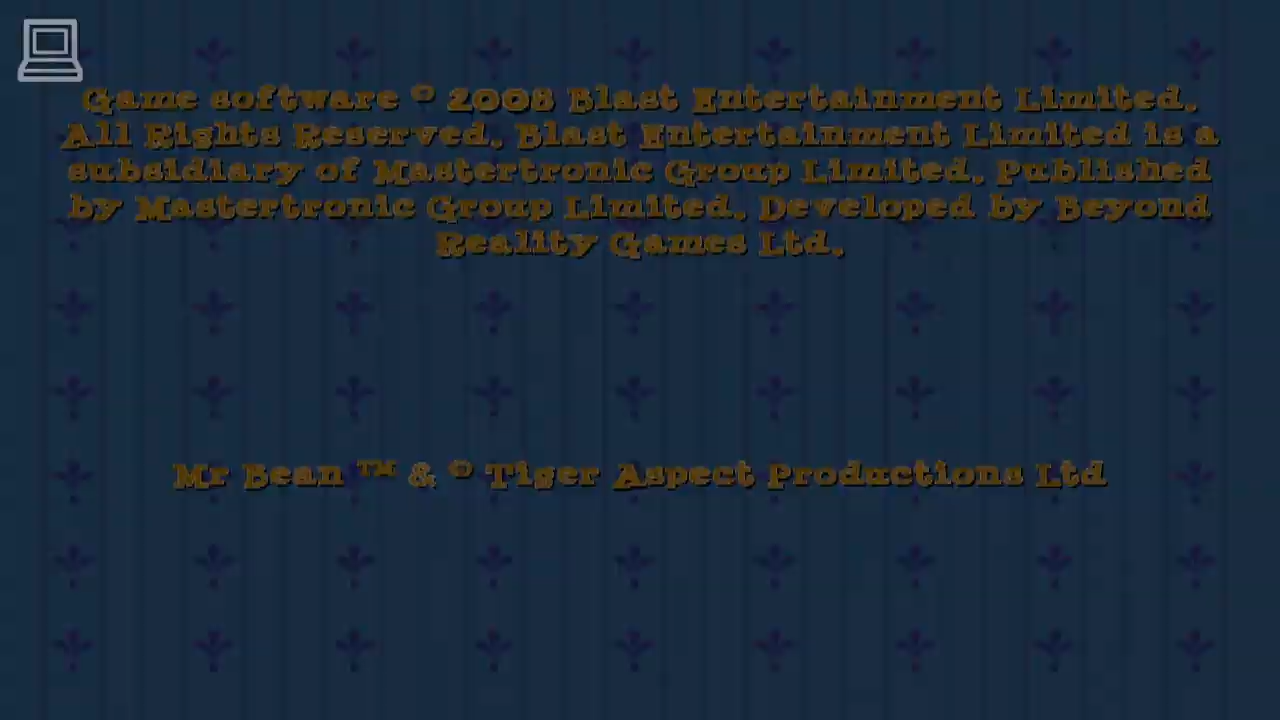 Game software © 2008 Blast Entertainment Limited.
All Rights Reserved. Blast Entertainment Limited is a
subsidiary of Mastertronic Group Limited. Published
by Mastertronic Group Limited. Developed by Beyond
Reality Games Ltd.
Mr Bean ™ & © Tiger Aspect Productions Ltd